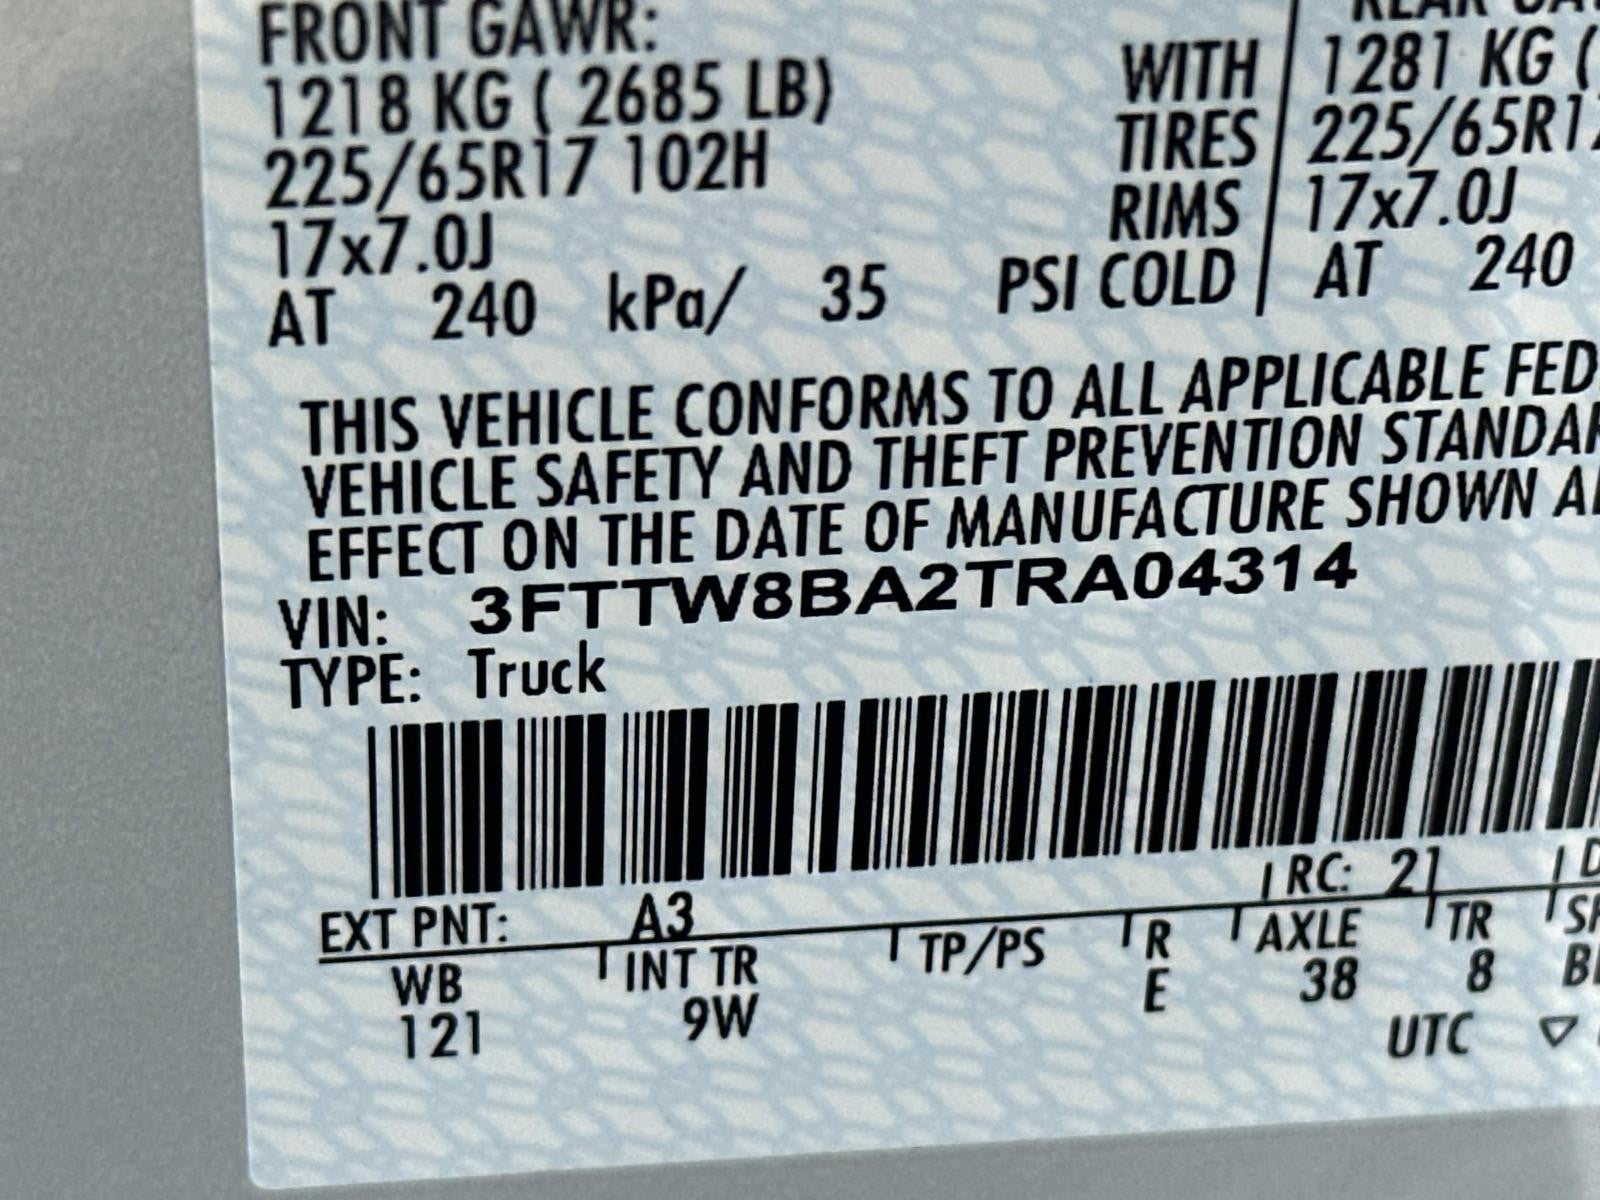 FRONT GAWR: REAR
1218 KG ( 2685 LB) WITH 1281 KG (
225/65R17 102H TIRES 225/65R17
17x7.0J RIMS 17x7.0J
AT 240 kPa/ 35 PSI COLD AT 240
THIS VEHICLE CONFORMS TO ALL APPLICABLE
VEHICLE SAFETY AND THEFT PREVENTION
EFFECT ON THE DATE OF MANUFACTURE SHOWN
VIN: 3FTTW8BA2TRA04314
TYPE: Truck
EXT PNT: A3 RC: 21
WB INT TR TP/PS R AXLE TR
121 9W E 38 8
UTC ▽